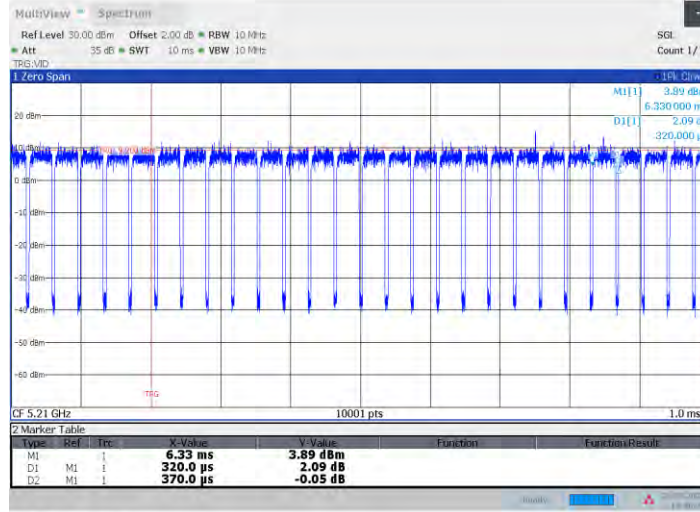 MultiView Spectrum
Ref Level 30.00 dBm Offset 2.00 dB RBW 10 MHz SGL
Att 35 dB SWT 10 ms VBW 10 MHz Count 1/
TRG:VID
1 Zero Span 1Pk Clrw
M1[1] 3.89 dB
6.330 000 m
D1[1] 2.09 d
320.000 µ
20 dBm
0 dBm
-10 dBm
-20 dBm
-30 dBm
-40 dBm
-50 dBm
-60 dBm
TRG
CF 5.21 GHz 10001 pts 1.0 ms
2 Marker Table
Type Ref Trc X-Value Y-Value Function Function Result
M1 1 6.33 ms 3.89 dBm
D1 M1 1 320.0 µs 2.09 dB
D2 M1 1 370.0 µs -0.05 dB